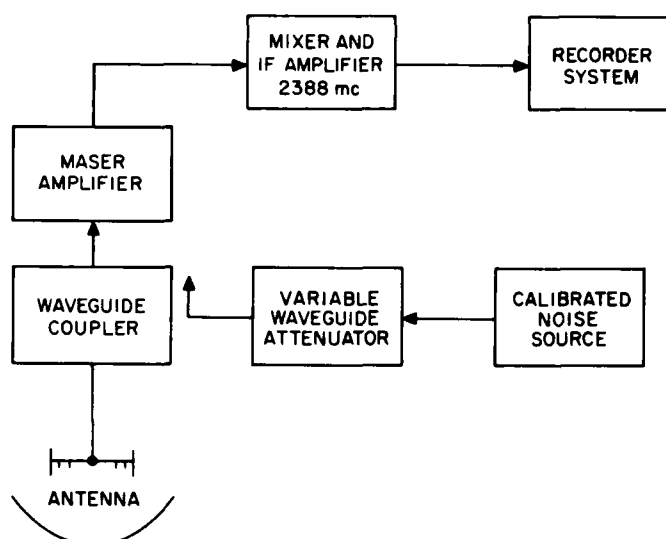 MIXER AND
IF AMPLIFIER
2388 mc
RECORDER
SYSTEM
MASER
AMPLIFIER
WAVEGUIDE
COUPLER
VARIABLE
WAVEGUIDE
ATTENUATOR
CALIBRATED
NOISE
SOURCE
ANTENNA